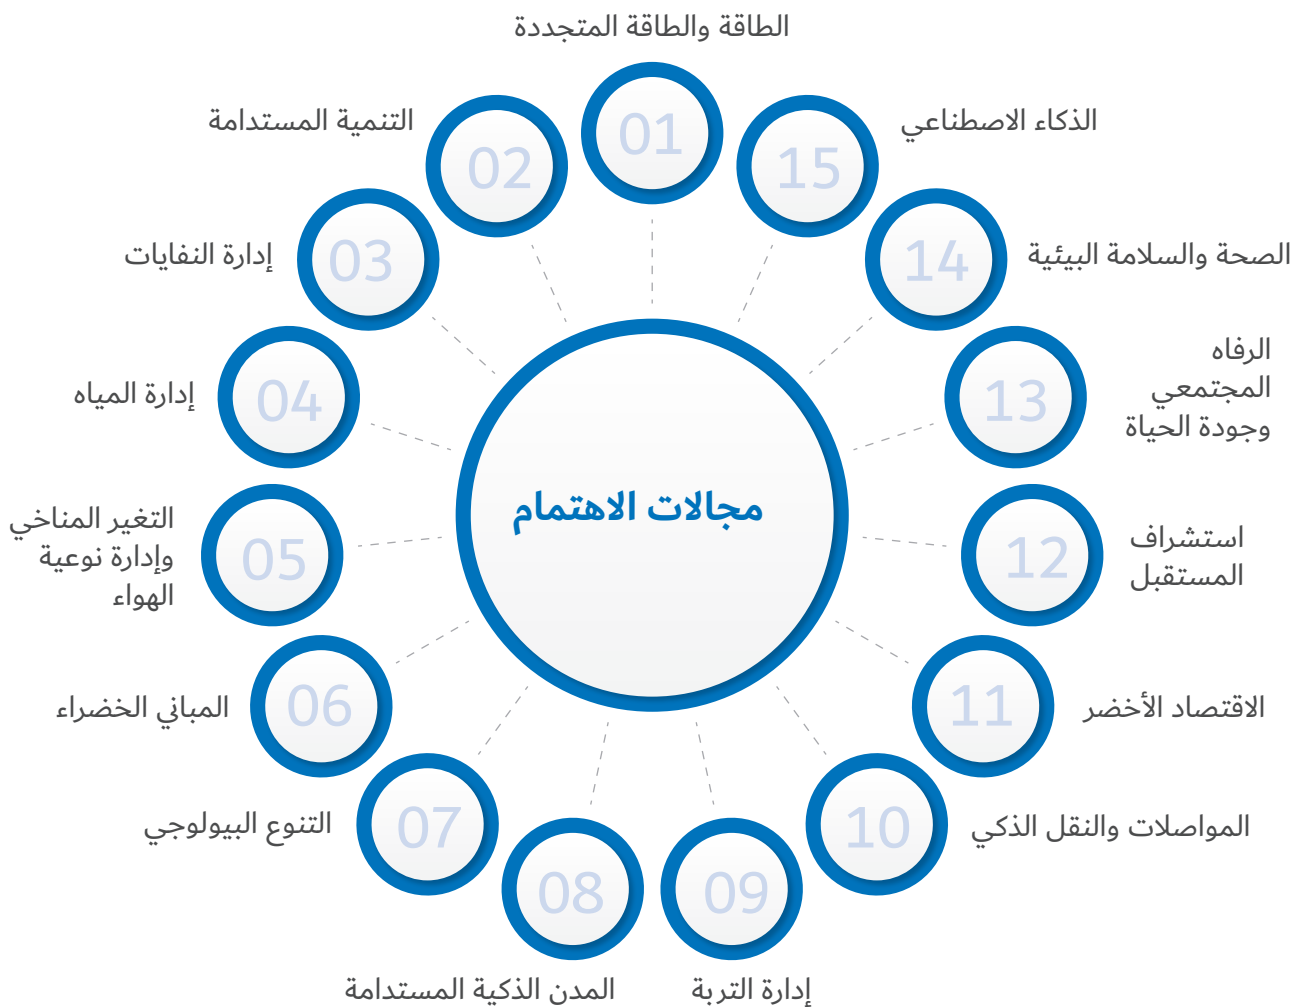 مجالات الاهتمام
01
الطاقة والطاقة المتجددة
02
التنمية المستدامة
03
إدارة النفايات
04
إدارة المياه
05
التغير المناخي
وإدارة نوعية
الهواء
06
المباني الخضراء
07
التنوع البيولوجي
08
المدن الذكية المستدامة
09
إدارة التربة
10
المواصلات والنقل الذكي
11
الاقتصاد الأخضر
12
استشراف
المستقبل
13
الرفاه
المجتمعي
وجودة الحياة
14
الصحة والسلامة البيئية
15
الذكاء الاصطناعي